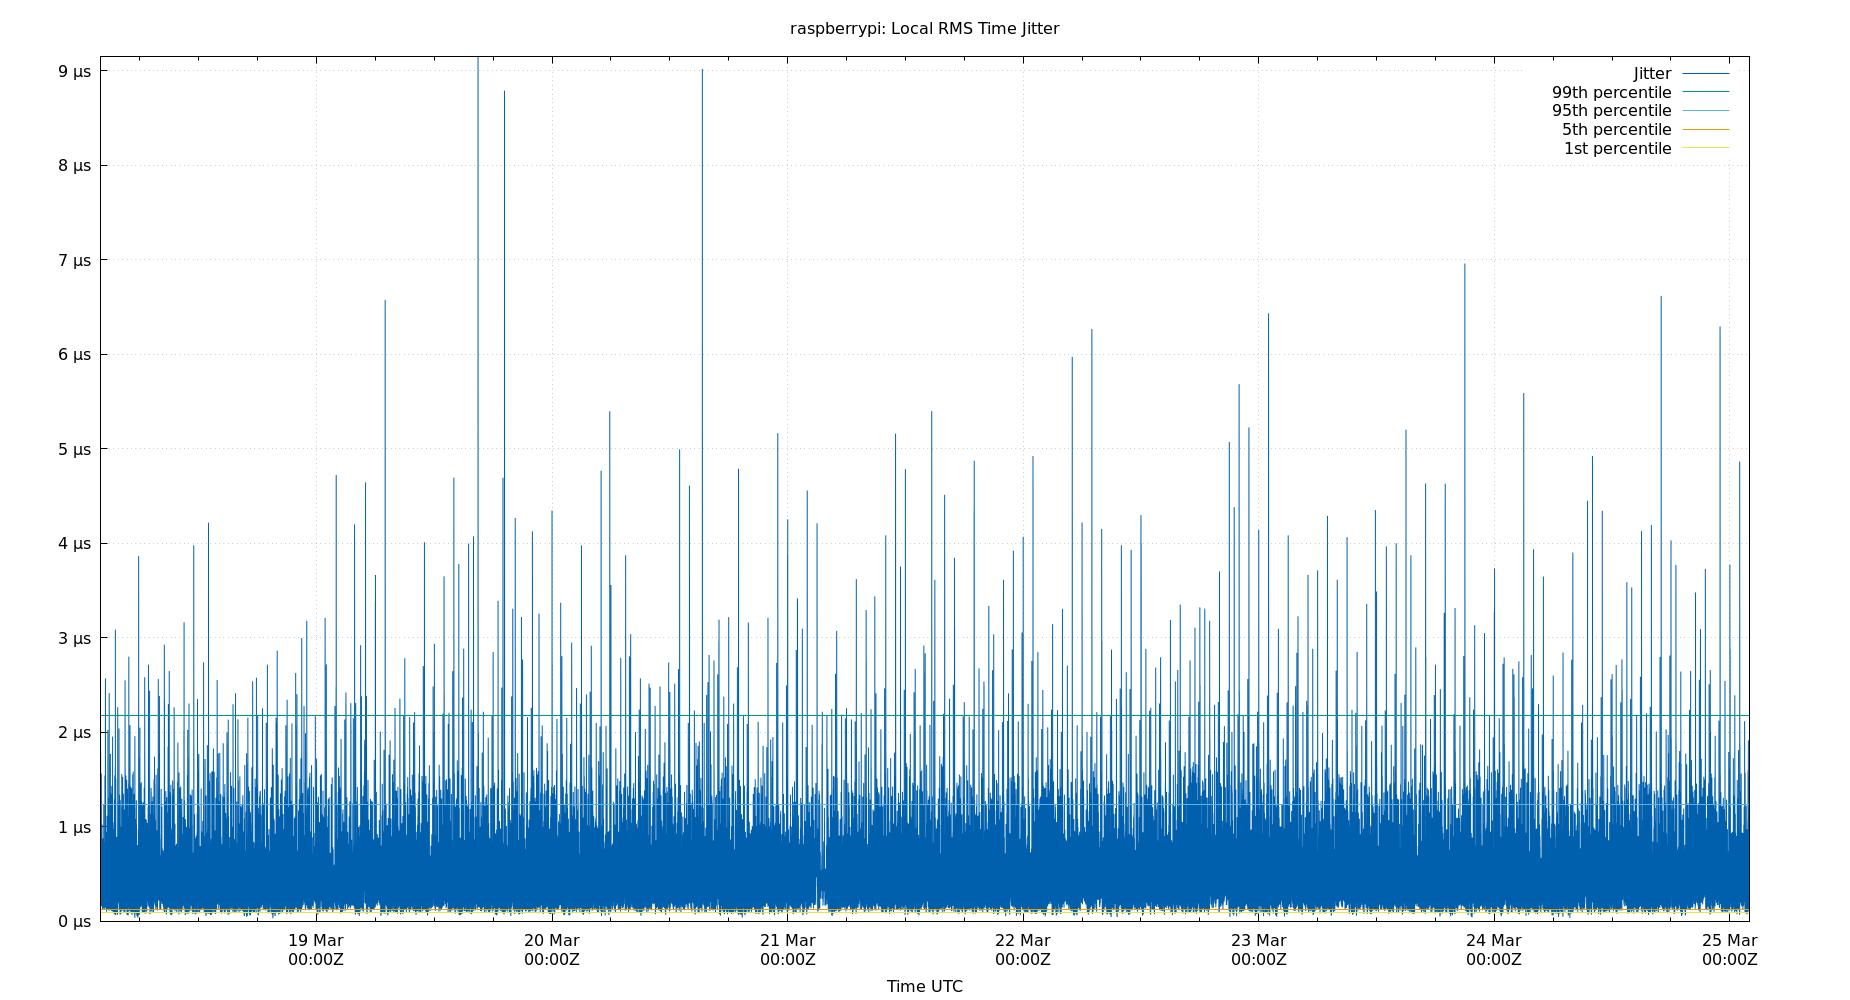 raspberrypi: Local RMS Time Jitter
9 µs
8 µs
7 µs
6 µs
5 µs
4 µs
3 µs
2 µs
1 µs
0 µs
Jitter
99th percentile
95th percentile
5th percentile
1st percentile
19 Mar 20 Mar 21 Mar 22 Mar 23 Mar 24 Mar 25 Mar
00:00Z 00:00Z 00:00Z 00:00Z 00:00Z 00:00Z 00:00Z
Time UTC